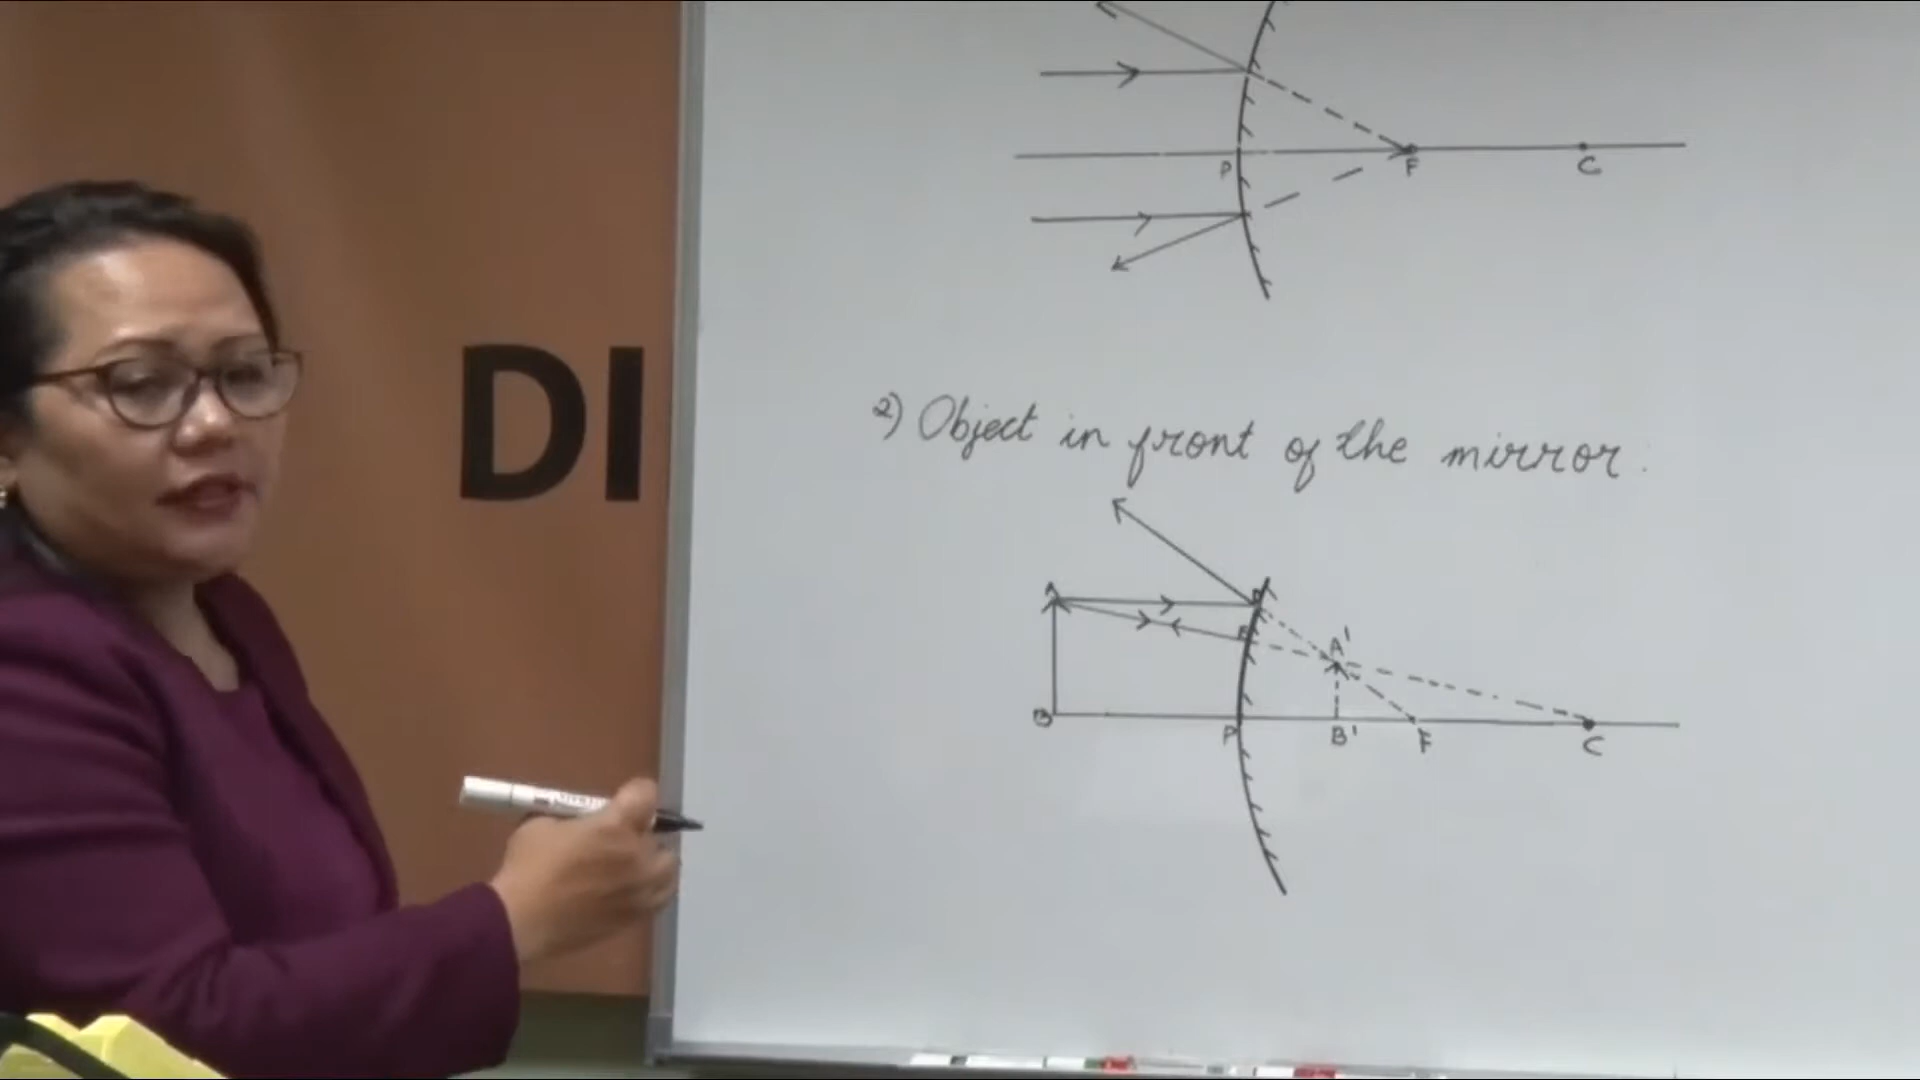 P F C
DI
2) Object in front of the mirror.
A D
E A'
B P B' F C